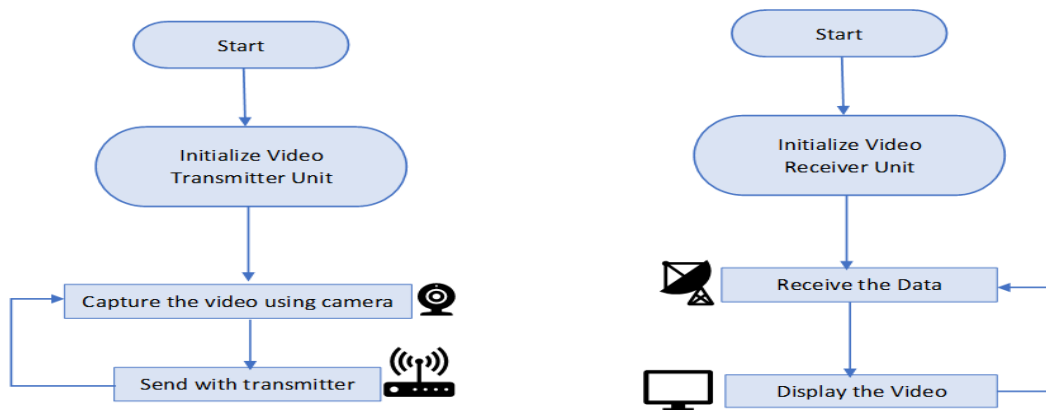 Start
Initialize Video
Transmitter Unit
Capture the video using camera
Send with transmitter
Start
Initialize Video
Receiver Unit
Receive the Data
Display the Video